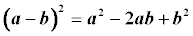 (a − b)² = a² − 2ab + b²